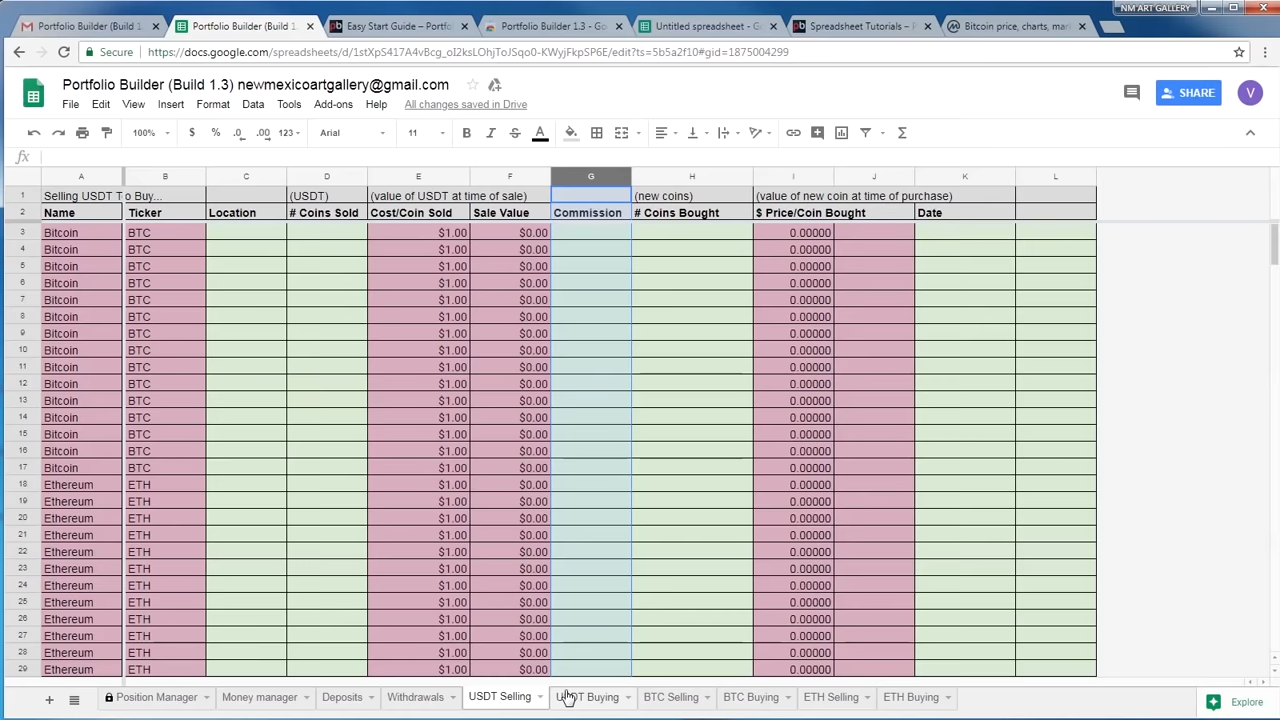 NM ART GALLERY
Portfolio Builder (Build 1.
Portfolio Builder (Build 1.
Easy Start Guide – Portfo
Portfolio Builder 1.3 - Go
Untitled spreadsheet - G
Spreadsheet Tutorials – P
Bitcoin price, charts, mar
Secure
Portfolio Builder (Build 1.3) newmexicoartgallery@gmail.com
File Edit View Insert Format Data Tools Add-ons Help All changes saved in Drive
SHARE V
100% $ % .0 .00 123 Arial 11 B I S A Σ
fx
A B C D E F G H I J K L
1 Selling USDT To Buy... (USDT) (value of USDT at time of sale) (new coins) (value of new coin at time of purchase)
2 Name Ticker Location # Coins Sold Cost/Coin Sold Sale Value Commission # Coins Bought $ Price/Coin Bought Date
3 Bitcoin BTC $1.00 $0.00 0.00000
4 Bitcoin BTC $1.00 $0.00 0.00000
5 Bitcoin BTC $1.00 $0.00 0.00000
6 Bitcoin BTC $1.00 $0.00 0.00000
7 Bitcoin BTC $1.00 $0.00 0.00000
8 Bitcoin BTC $1.00 $0.00 0.00000
9 Bitcoin BTC $1.00 $0.00 0.00000
10 Bitcoin BTC $1.00 $0.00 0.00000
11 Bitcoin BTC $1.00 $0.00 0.00000
12 Bitcoin BTC $1.00 $0.00 0.00000
13 Bitcoin BTC $1.00 $0.00 0.00000
14 Bitcoin BTC $1.00 $0.00 0.00000
15 Bitcoin BTC $1.00 $0.00 0.00000
16 Bitcoin BTC $1.00 $0.00 0.00000
17 Bitcoin BTC $1.00 $0.00 0.00000
18 Ethereum ETH $1.00 $0.00 0.00000
19 Ethereum ETH $1.00 $0.00 0.00000
20 Ethereum ETH $1.00 $0.00 0.00000
21 Ethereum ETH $1.00 $0.00 0.00000
22 Ethereum ETH $1.00 $0.00 0.00000
23 Ethereum ETH $1.00 $0.00 0.00000
24 Ethereum ETH $1.00 $0.00 0.00000
25 Ethereum ETH $1.00 $0.00 0.00000
26 Ethereum ETH $1.00 $0.00 0.00000
27 Ethereum ETH $1.00 $0.00 0.00000
28 Ethereum ETH $1.00 $0.00 0.00000
29 Ethereum ETH $1.00 $0.00 0.00000
Position Manager Money manager Deposits Withdrawals USDT Selling USDT Buying BTC Selling BTC Buying ETH Selling ETH Buying Explore